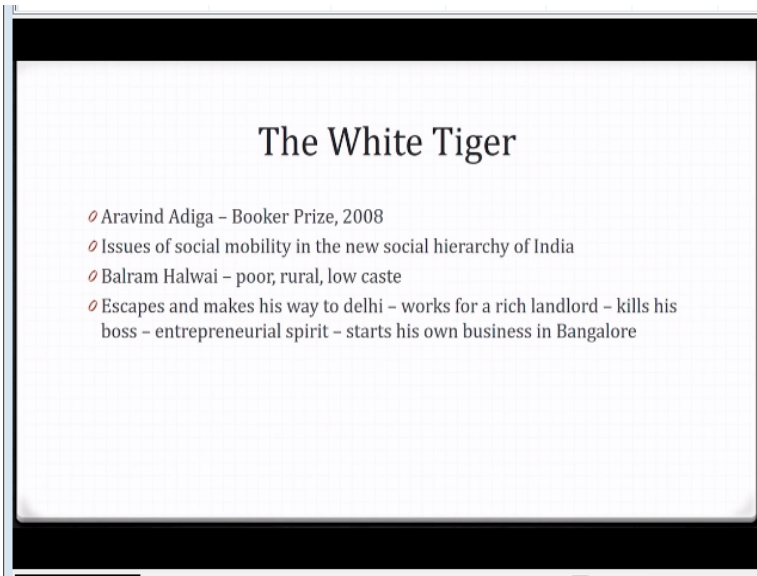 The White Tiger
Aravind Adiga – Booker Prize, 2008
Issues of social mobility in the new social hierarchy of India
Balram Halwai – poor, rural, low caste
Escapes and makes his way to delhi – works for a rich landlord – kills his
boss – entrepreneurial spirit – starts his own business in Bangalore